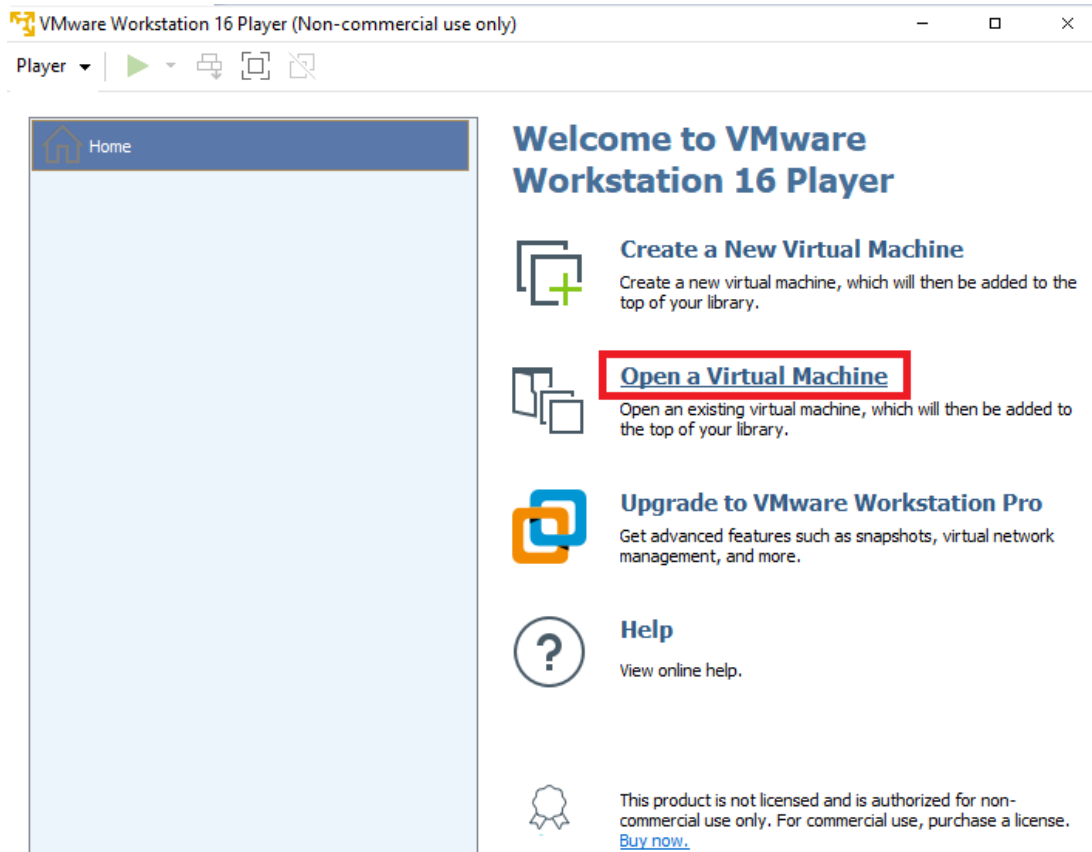 VMware Workstation 16 Player (Non-commercial use only)
Player
Home
Welcome to VMware
Workstation 16 Player
Create a New Virtual Machine
Create a new virtual machine, which will then be added to the
top of your library.
Open a Virtual Machine
Open an existing virtual machine, which will then be added to
the top of your library.
Upgrade to VMware Workstation Pro
Get advanced features such as snapshots, virtual network
management, and more.
Help
View online help.
This product is not licensed and is authorized for non-
commercial use only. For commercial use, purchase a license.
Buy now.